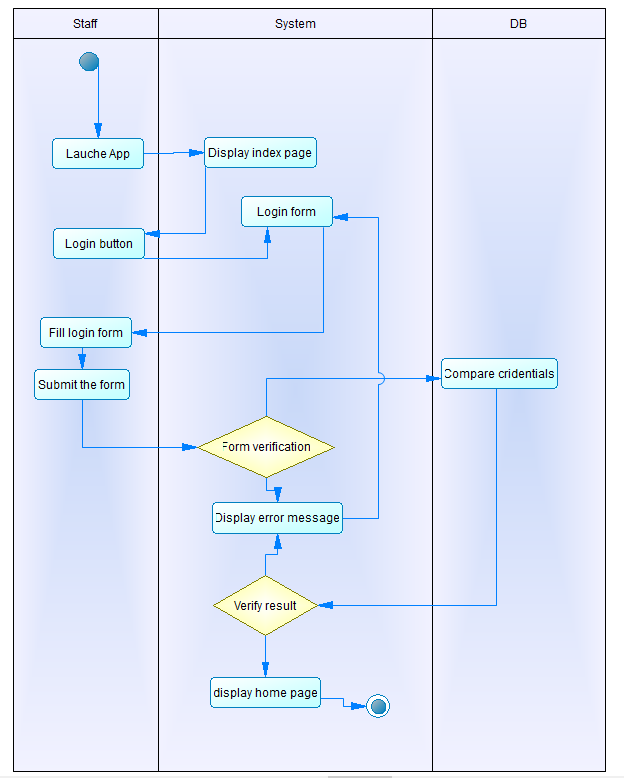 Staff
System
DB
Lauche App
Display index page
Login form
Login button
Fill login form
Submit the form
Compare cridentials
Form verification
Display error message
Verify result
display home page